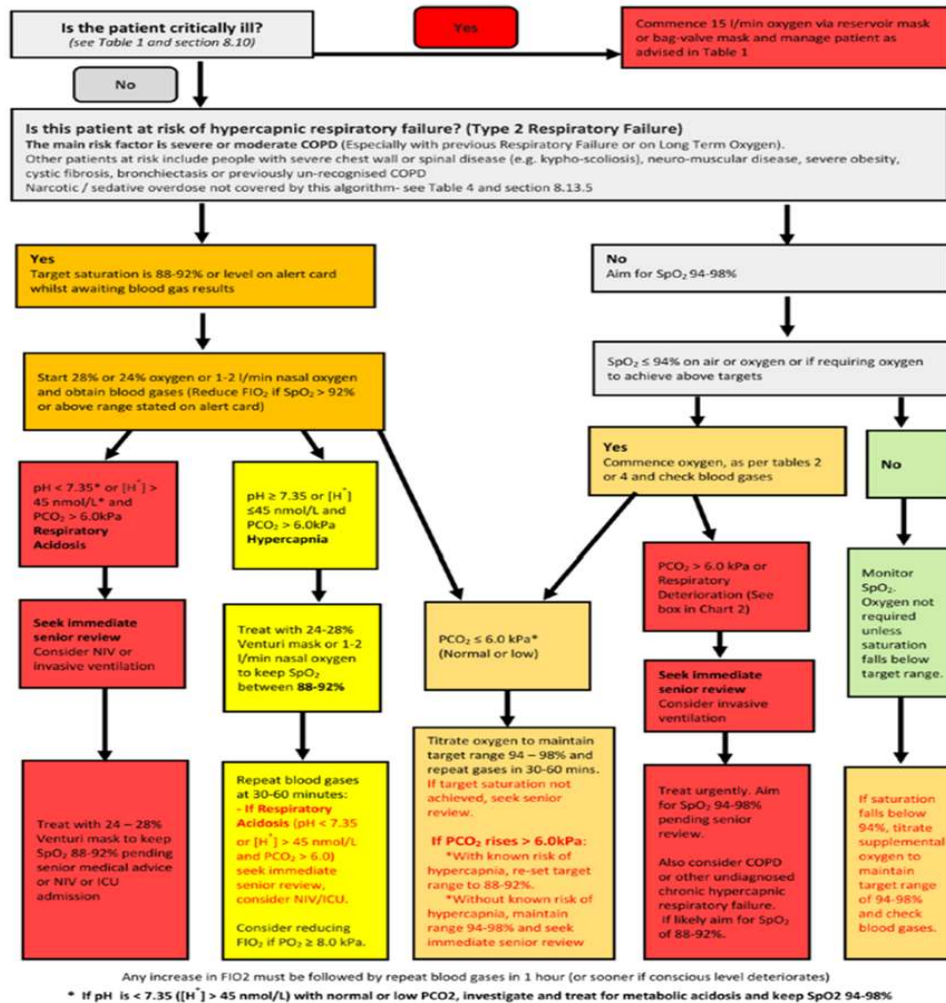 Is the patient critically ill?
(see Table 1 and section 8.10)
Yes
Commence 15 l/min oxygen via reservoir mask
or bag-valve mask and manage patient as
advised in Table 1
No
Is this patient at risk of hypercapnic respiratory failure? (Type 2 Respiratory Failure)
The main risk factor is severe or moderate COPD (Especially with previous Respiratory Failure or on Long Term Oxygen).
Other patients at risk include people with severe chest wall or spinal disease (e.g. kypho-scoliosis), neuro-muscular disease, severe obesity,
cystic fibrosis, bronchiectasis or previously un-recognised COPD
Narcotic / sedative overdose not covered by this algorithm- see Table 4 and section 8.13.5
Yes
Target saturation is 88-92% or level on alert card
whilst awaiting blood gas results
No
Aim for SpO₂ 94-98%
Start 28% or 24% oxygen or 1-2 l/min nasal oxygen
and obtain blood gases (Reduce FIO₂ if SpO₂ > 92%
or above range stated on alert card)
SpO₂ ≤ 94% on air or oxygen or if requiring oxygen
to achieve above targets
Yes
Commence oxygen, as per tables 2
or 4 and check blood gases
No
pH < 7.35* or [H⁺] >
45 nmol/L* and
PCO₂ > 6.0kPa
Respiratory
Acidosis
pH ≥ 7.35 or [H⁺]
≤45 nmol/L and
PCO₂ > 6.0kPa
Hypercapnia
PCO₂ > 6.0 kPa or
Respiratory
Deterioration (See
box in Chart 2)
Monitor
SpO₂.
Oxygen not
required
unless
saturation
falls below
target range.
Seek immediate
senior review
Consider NIV or
invasive ventilation
Treat with 24-28%
Venturi mask or 1-2
l/min nasal oxygen
to keep SpO₂
between 88-92%
PCO₂ ≤ 6.0 kPa*
(Normal or low)
Seek immediate
senior review
Consider invasive
ventilation
Treat with 24 – 28%
Venturi mask to keep
SpO₂ 88-92% pending
senior medical advice
or NIV or ICU
admission
Repeat blood gases
at 30-60 minutes:
- If Respiratory
Acidosis (pH < 7.35
or [H⁺] > 45 nmol/L
and PCO₂ > 6.0)
seek immediate
senior review,
consider NIV/ICU.
Consider reducing
FIO₂ if PO₂ ≥ 8.0 kPa.
Titrate oxygen to maintain
target range 94 – 98% and
repeat gases in 30-60 mins.
If target saturation not
achieved, seek senior
review.
If PCO₂ rises > 6.0kPa:
*With known risk of
hypercapnia, re-set target
range to 88-92%.
*Without known risk of
hypercapnia, maintain
range 94-98% and seek
immediate senior review
Treat urgently. Aim
for SpO₂ 94-98%
pending senior
review.
Also consider COPD
or other undiagnosed
chronic hypercapnic
respiratory failure.
If likely aim for SpO₂
of 88-92%.
If saturation
falls below
94%, titrate
supplemental
oxygen to
maintain
target range
of 94-98%
and check
blood gases.
Any increase in FIO2 must be followed by repeat blood gases in 1 hour (or sooner if conscious level deteriorates)
* If pH is < 7.35 ([H⁺] > 45 nmol/L) with normal or low PCO2, investigate and treat for metabolic acidosis and keep SpO2 94-98%